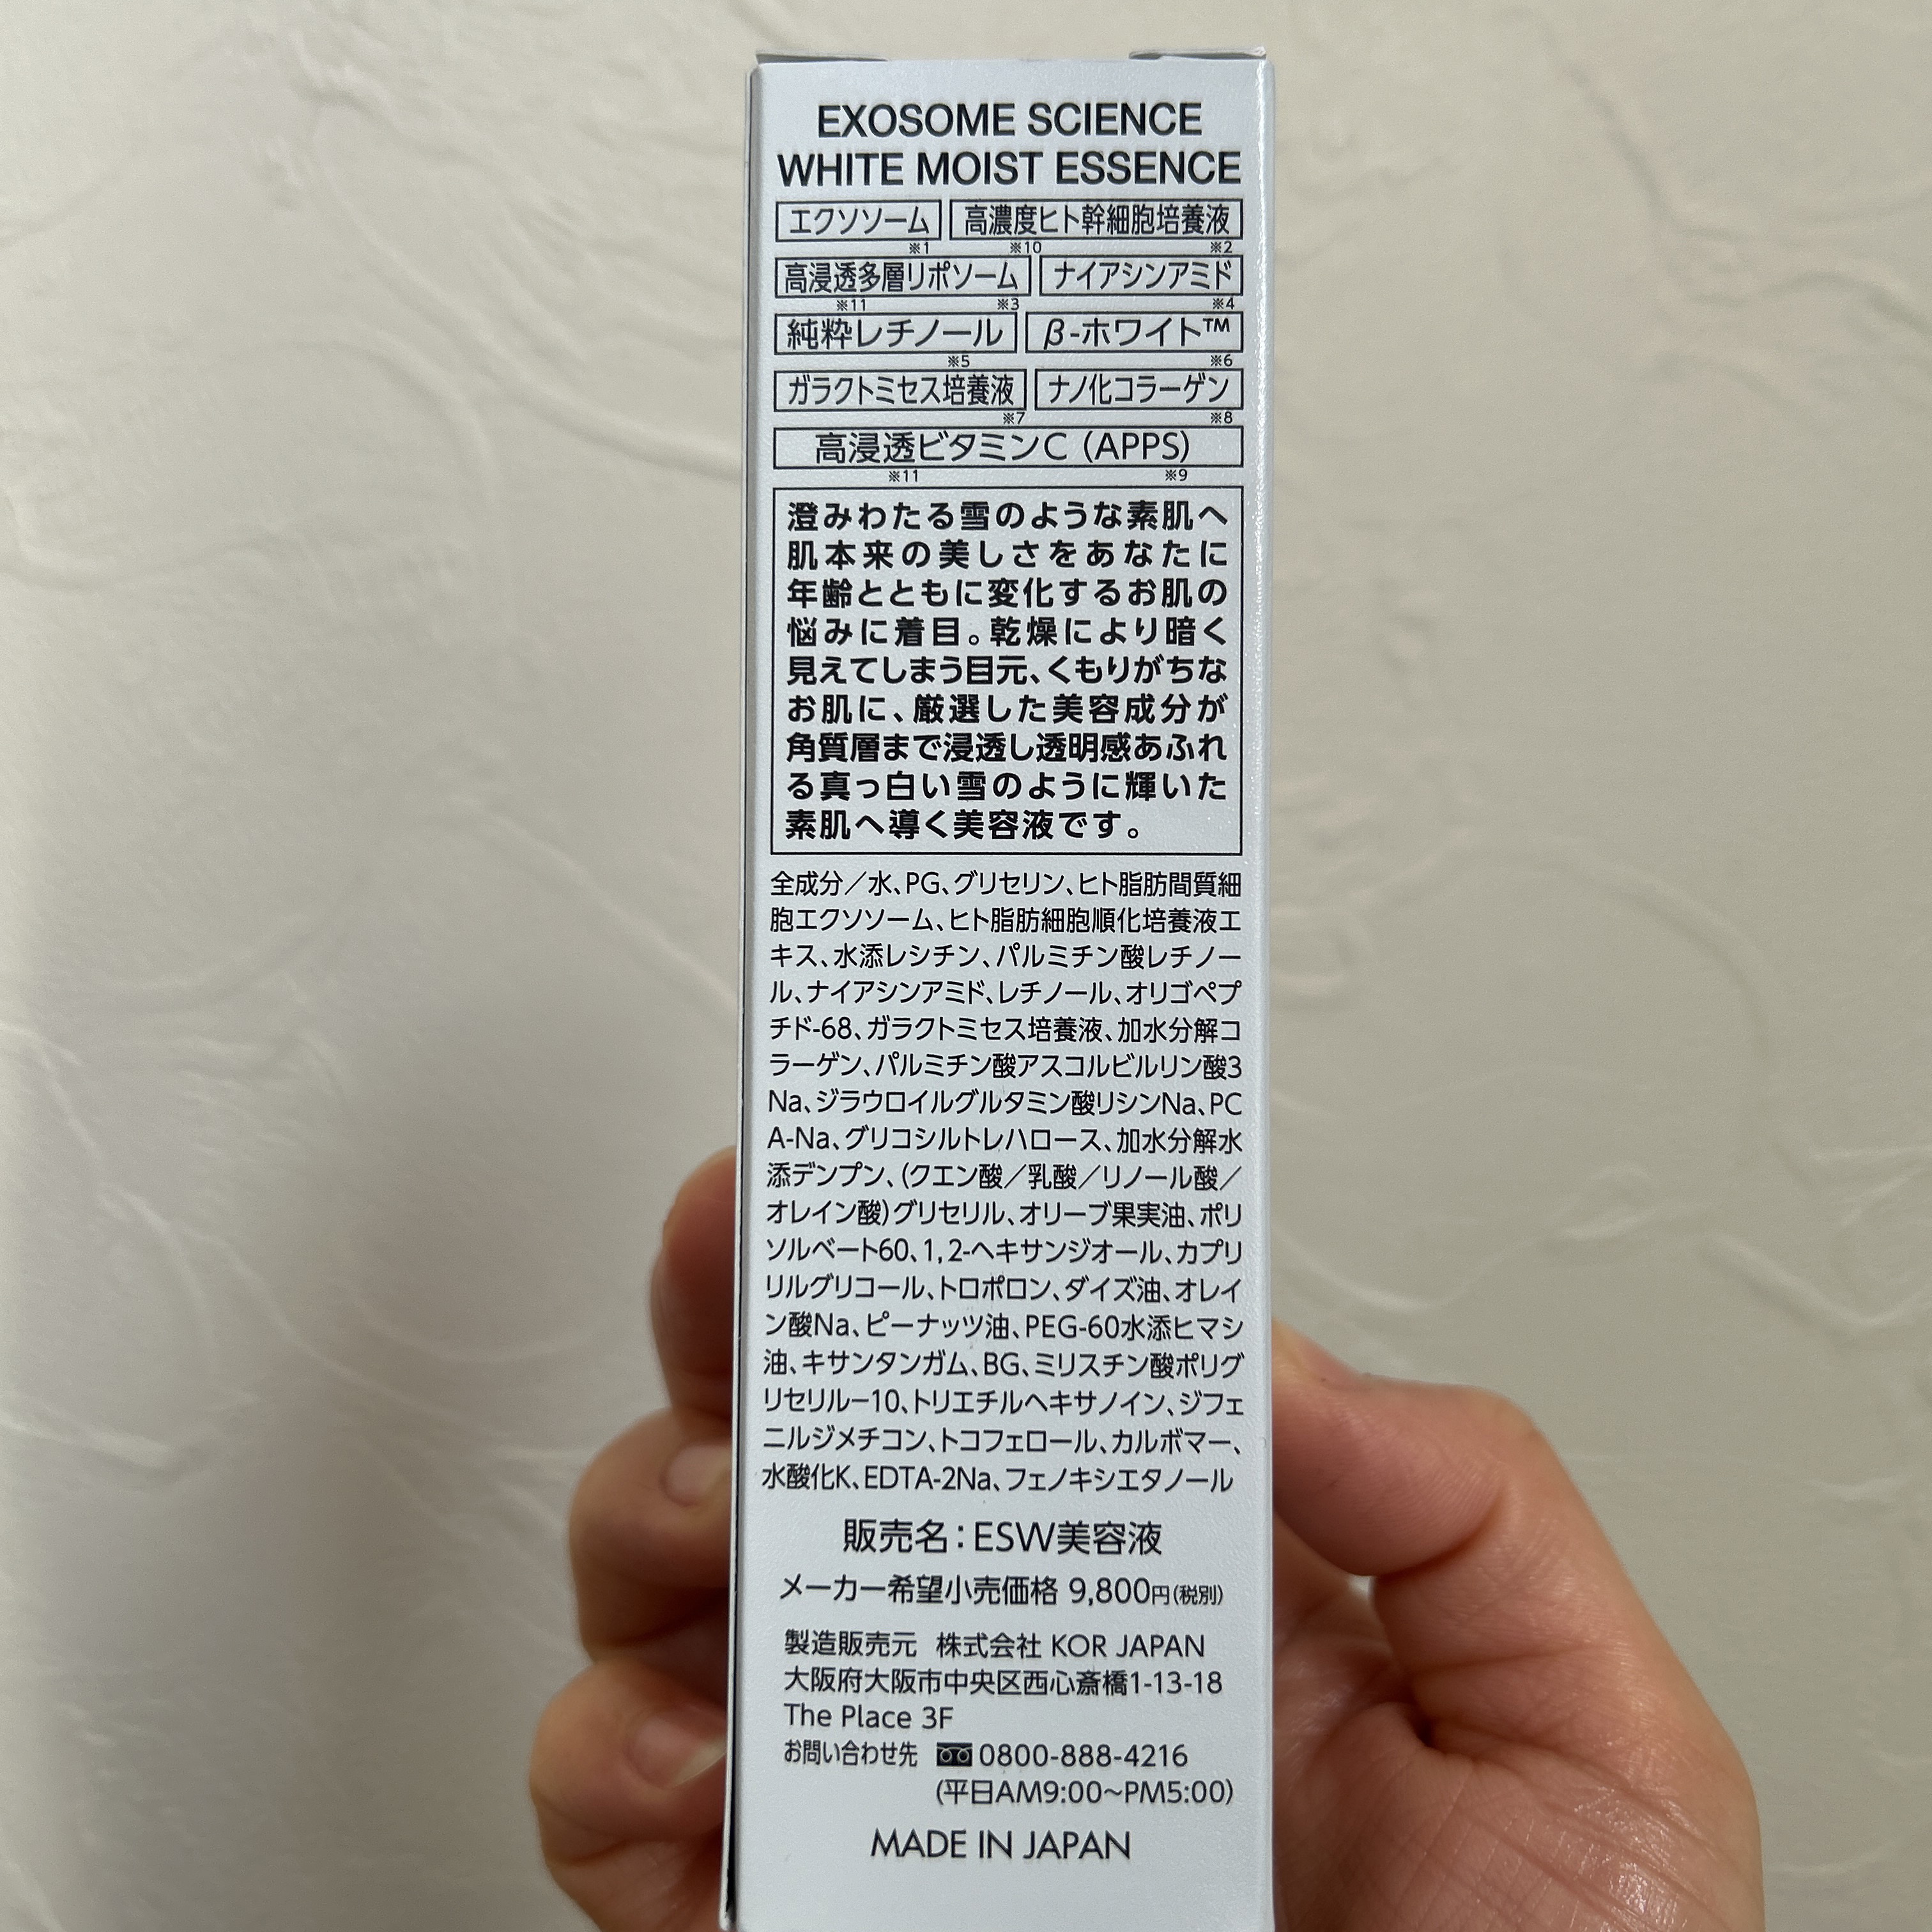 EXOSOME SCIENCE
WHITE MOIST ESSENCE
エクソソーム 高濃度ヒト幹細胞培養液
※1 ※10 ※2
高浸透多層リポソーム ナイアシンアミド
※11 ※3 ※4
純粋レチノール β-ホワイト™
※5 ※6
ガラクトミセス培養液 ナノ化コラーゲン
※7 ※8
高浸透ビタミンC (APPS)
※11 ※9
澄みわたる雪のような素肌へ
肌本来の美しさをあなたに
年齢とともに変化するお肌の
悩みに着目。乾燥により暗く
見えてしまう目元、くもりがちな
お肌に、厳選した美容成分が
角質層まで浸透し透明感あふれ
る真っ白い雪のように輝いた
素肌へ導く美容液です。
全成分／水、PG、グリセリン、ヒト脂肪間質細
胞エクソソーム、ヒト脂肪細胞順化培養液エ
キス、水添レシチン、パルミチン酸レチノー
ル、ナイアシンアミド、レチノール、オリゴペプ
チド-68、ガラクトミセス培養液、加水分解コ
ラーゲン、パルミチン酸アスコルビルリン酸3
Na、ジラウロイルグルタミン酸リシンNa、PC
A-Na、グリコシルトレハロース、加水分解水
添デンプン、(クエン酸／乳酸／リノール酸／
オレイン酸)グリセリル、オリーブ果実油、ポリ
ソルベート60、1,2-ヘキサンジオール、カプリ
リルグリコール、トロポロン、ダイズ油、オレイ
ン酸Na、ピーナッツ油、PEG-60水添ヒマシ
油、キサンタンガム、BG、ミリスチン酸ポリグ
リセリル−10、トリエチルヘキサノイン、ジフェ
ニルジメチコン、トコフェロール、カルボマー、
水酸化K、EDTA-2Na、フェノキシエタノール
販売名：ESW美容液
メーカー希望小売価格 9,800円(税別)
製造販売元 株式会社 KOR JAPAN
大阪府大阪市中央区西心斎橋1-13-18
The Place 3F
お問い合わせ先 0800-888-4216
(平日AM9:00~PM5:00)
MADE IN JAPAN